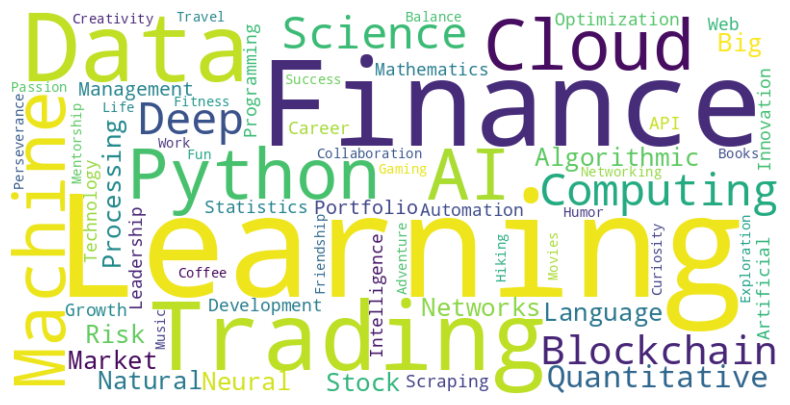 Creativity
Travel
Balance
Optimization
Web
Data
Science
Cloud
Big
Programming
Mathematics
Passion
Management
Success
Finance
Life
Fitness
Deep
Career
API
Innovation
Machine
Perseverance
Mentorship
Technology
Processing
Work
Fun
Collaboration
Algorithmic
Books
Python
Gaming
AI
Networking
Computing
Statistics
Portfolio
Automation
Humor
Learning
Leadership
Coffee
Friendship
Intelligence
Adventure
Hiking
Movies
Curiosity
Exploration
Artificial
Growth
Music
Development
Networks
Language
Risk
Trading
Market
Blockchain
Natural
Neural
Stock
Scraping
Quantitative